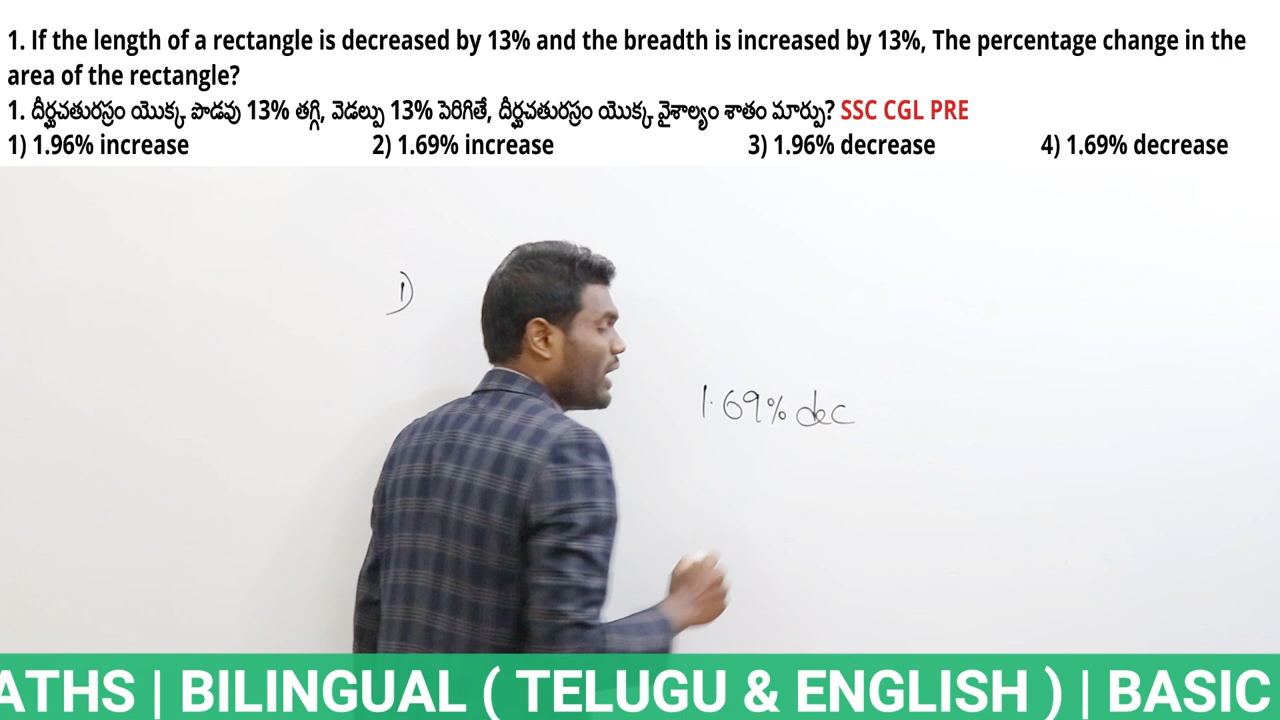 1. If the length of a rectangle is decreased by 13% and the breadth is increased by 13%, The percentage change in the
area of the rectangle?
1. దీర్ఘచతురస్రం యొక్క పొడవు 13% తగ్గి, వెడల్పు 13% పెరిగితే, దీర్ఘచతురస్రం యొక్క వైశాల్యం శాతం మార్పు? SSC CGL PRE
1) 1.96% increase 2) 1.69% increase 3) 1.96% decrease 4) 1.69% decrease
1)
1.69% dec
ATHS | BILINGUAL ( TELUGU & ENGLISH ) | BASIC